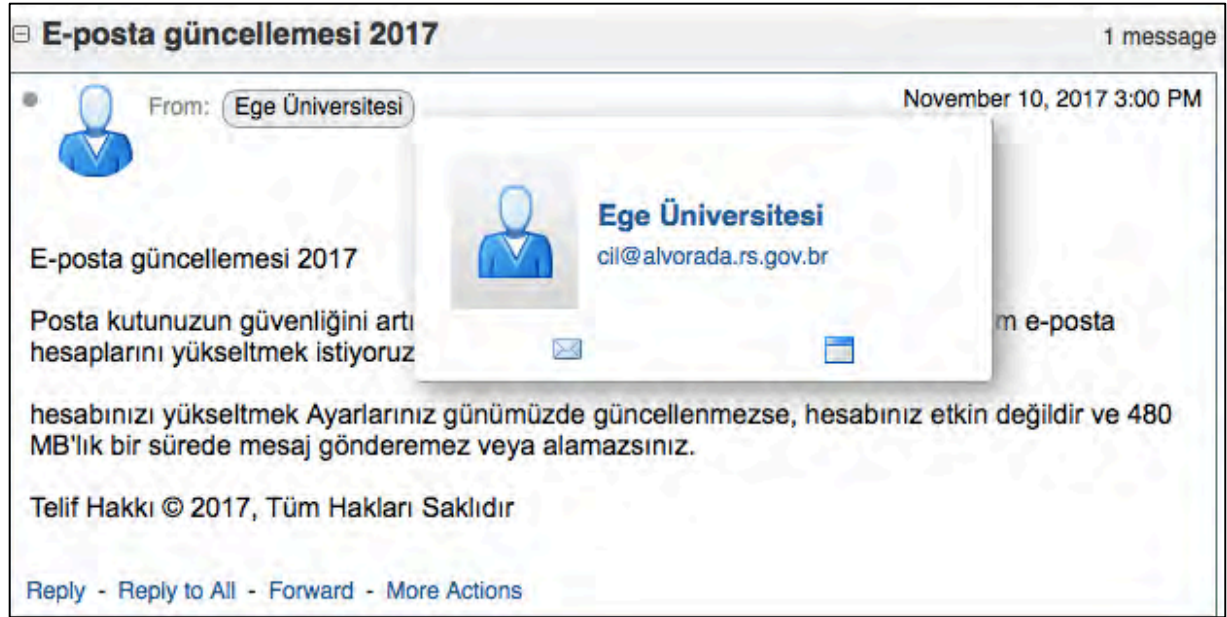 E-posta güncellemesi 2017
1 message
From: Ege Üniversitesi
November 10, 2017 3:00 PM
Ege Üniversitesi
cil@alvorada.rs.gov.br
E-posta güncellemesi 2017
Posta kutunuzun güvenliğini e-posta
hesaplarını yükseltmek istiyoruz
hesabınızı yükseltmek Ayarlarınız günümüzde güncellenmezse, hesabınız etkin değildir ve 480
MB'lık bir sürede mesaj gönderemez veya alamazsınız.
Telif Hakkı © 2017, Tüm Hakları Saklıdır
Reply - Reply to All - Forward - More Actions